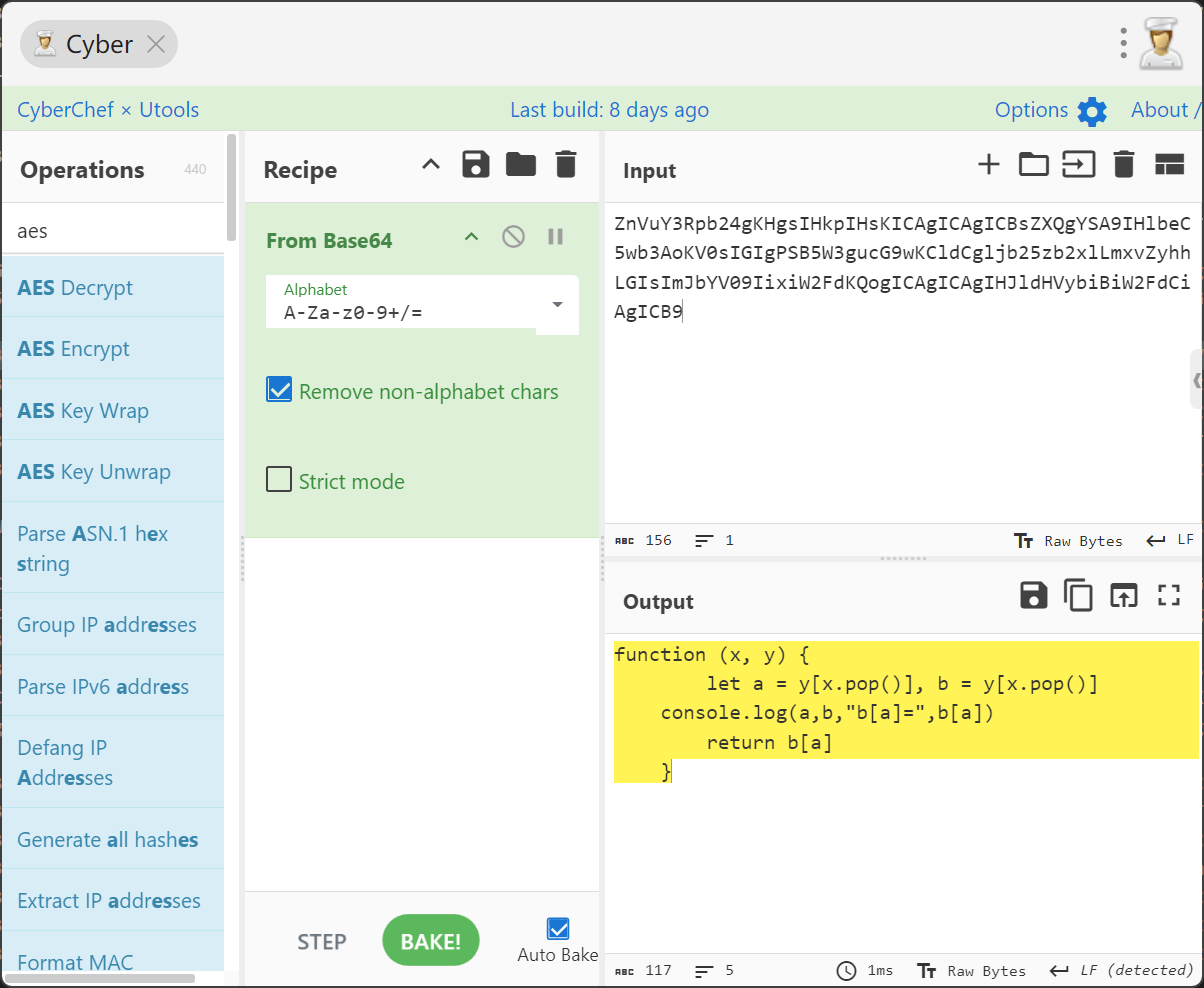 Cyber
CyberChef × Utools
Last build: 8 days ago
Options
About /
Operations
440
aes
AES Decrypt
AES Encrypt
AES Key Wrap
AES Key Unwrap
Parse ASN.1 hex
string
Group IP addresses
Parse IPv6 address
Defang IP
Addresses
Generate all hashes
Extract IP addresses
Format MAC
Recipe
From Base64
Alphabet
A-Za-z0-9+/=
Remove non-alphabet chars
Strict mode
STEP
BAKE!
Auto Bake
Input
ZnVuY3Rpb24gKHgsIHkpIHsKICAgICAgICBsZXQgYSA9IHlbeC
5wb3AoKV0sIGIgPSB5W3gucG9wKCldCgljb25zb2xlLmxvZyhh
LGIsImJbYV09IixiW2FdKQogICAgICAgIHJldHVybiBiW2FdCi
AgICB9
ABC 156
1
Raw Bytes
LF
Output
function (x, y) {
        let a = y[x.pop()], b = y[x.pop()]
    console.log(a,b,"b[a]=",b[a])
        return b[a]
    }
ABC 117
5
1ms
Raw Bytes
LF (detected)